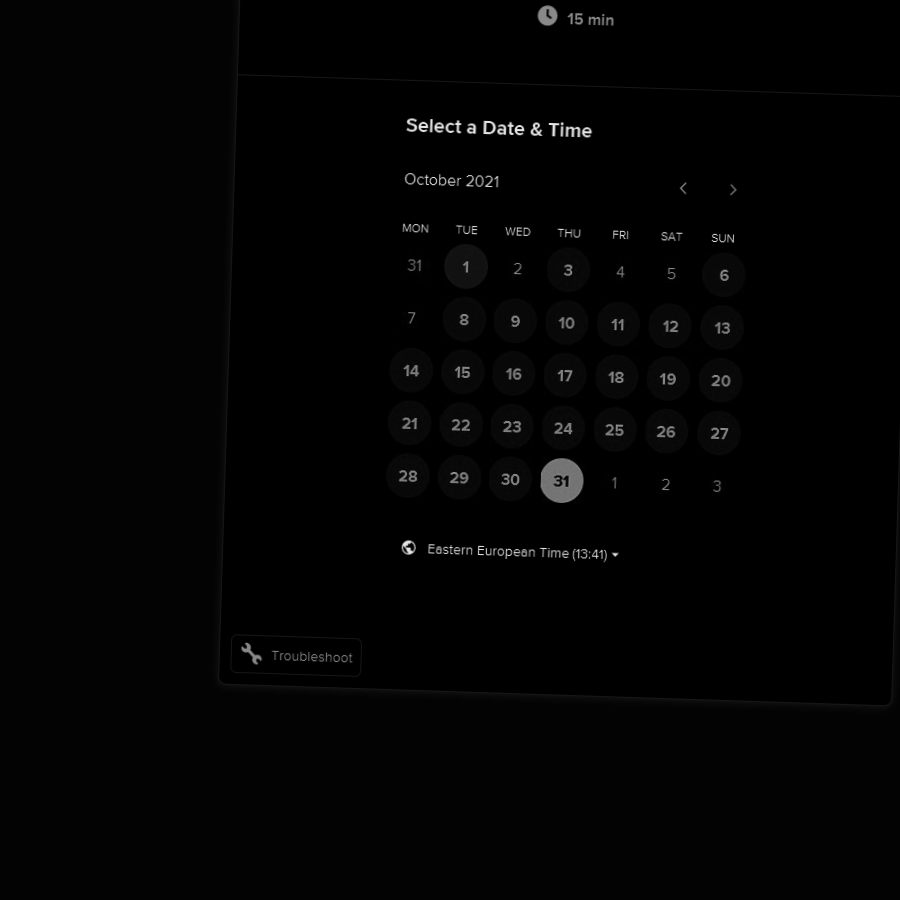 15 min
Select a Date & Time
October 2021
MON TUE WED THU FRI SAT SUN
31 1 2 3 4 5 6
7 8 9 10 11 12 13
14 15 16 17 18 19 20
21 22 23 24 25 26 27
28 29 30 31 1 2 3
Eastern European Time (13:41)
Troubleshoot